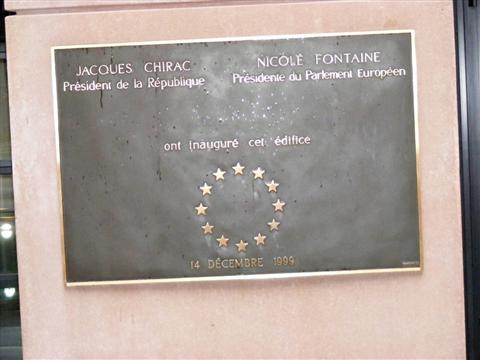 JACQUES CHIRAC
Président de la République
NICOLE FONTAINE
Présidente du Parlement Européen
ont inauguré cet édifice
14 DÉCEMBRE 1999